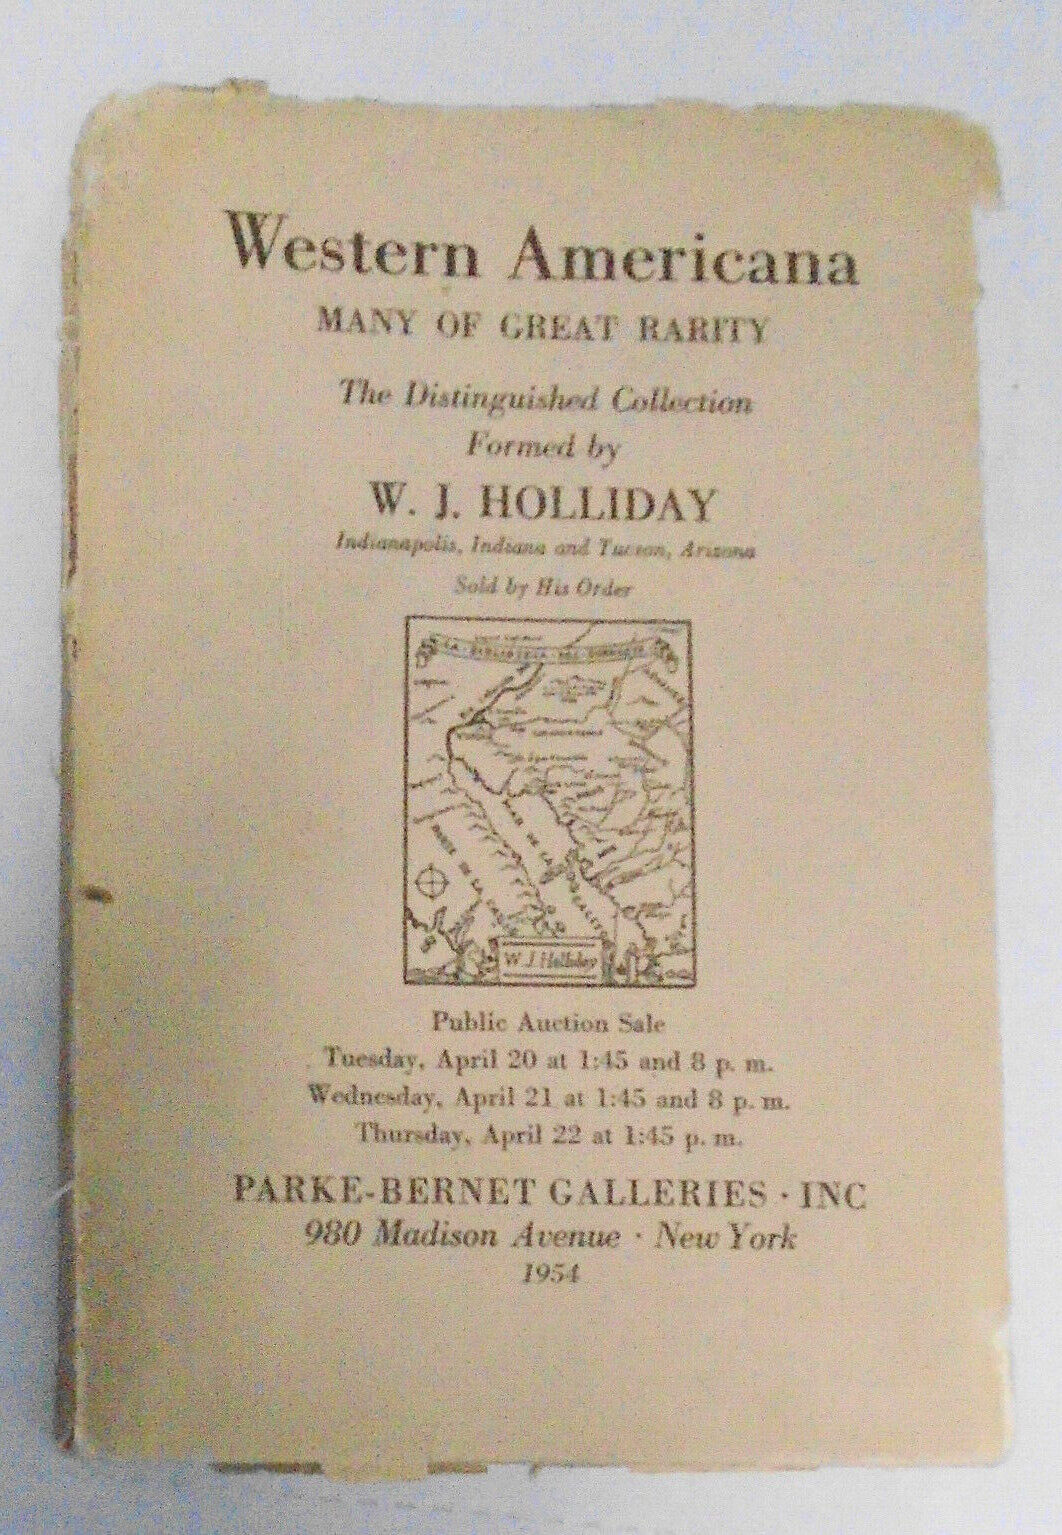 Western Americana
MANY OF GREAT RARITY
The Distinguished Collection
Formed by
W. J. HOLLIDAY
Indianapolis, Indiana and Tucson, Arizona
Sold by His Order
W. J. Holliday
Public Auction Sale
Tuesday, April 20 at 1:45 and 8 p. m.
Wednesday, April 21 at 1:45 and 8 p. m.
Thursday, April 22 at 1:45 p. m.
PARKE-BERNET GALLERIES · INC
980 Madison Avenue · New York
1954